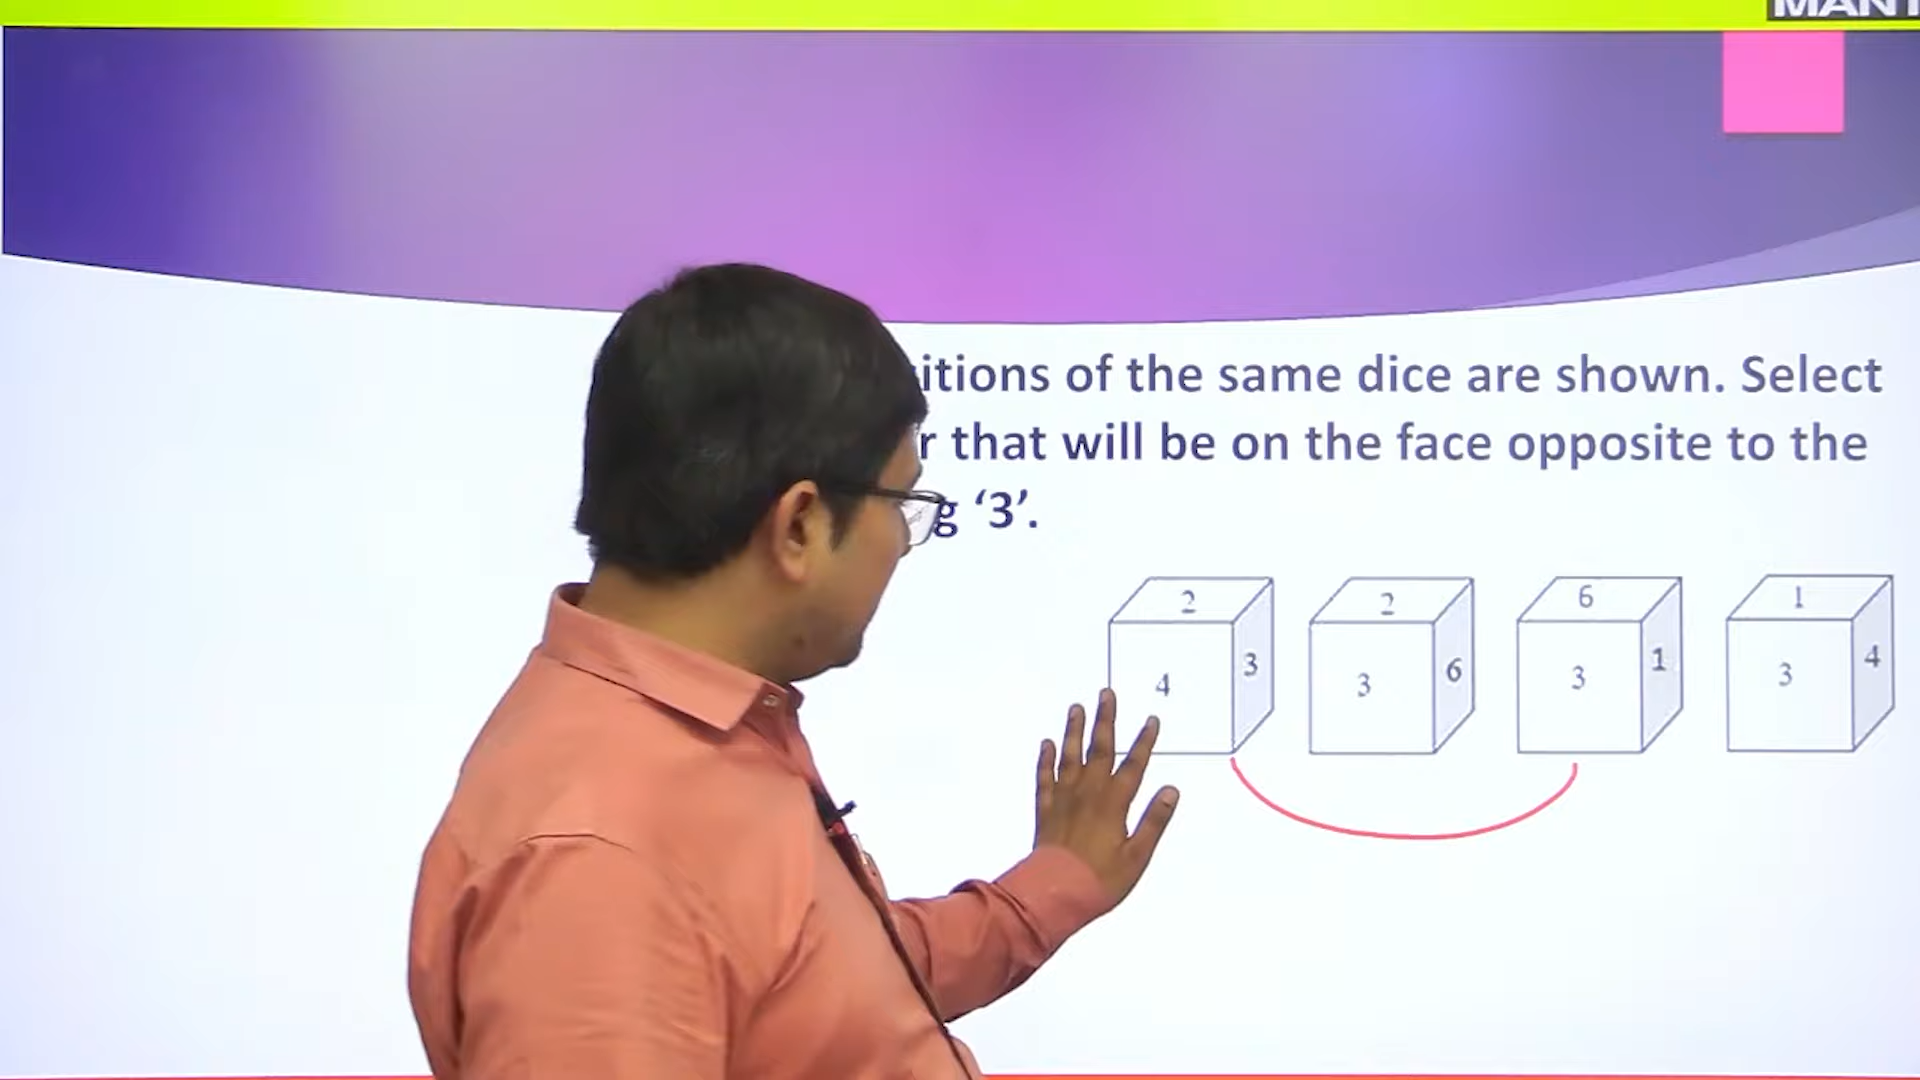 MANT
itions of the same dice are shown. Select
r that will be on the face opposite to the
g ‘3’.
2 2 6 1
4 3 3 6 3 1 3 4